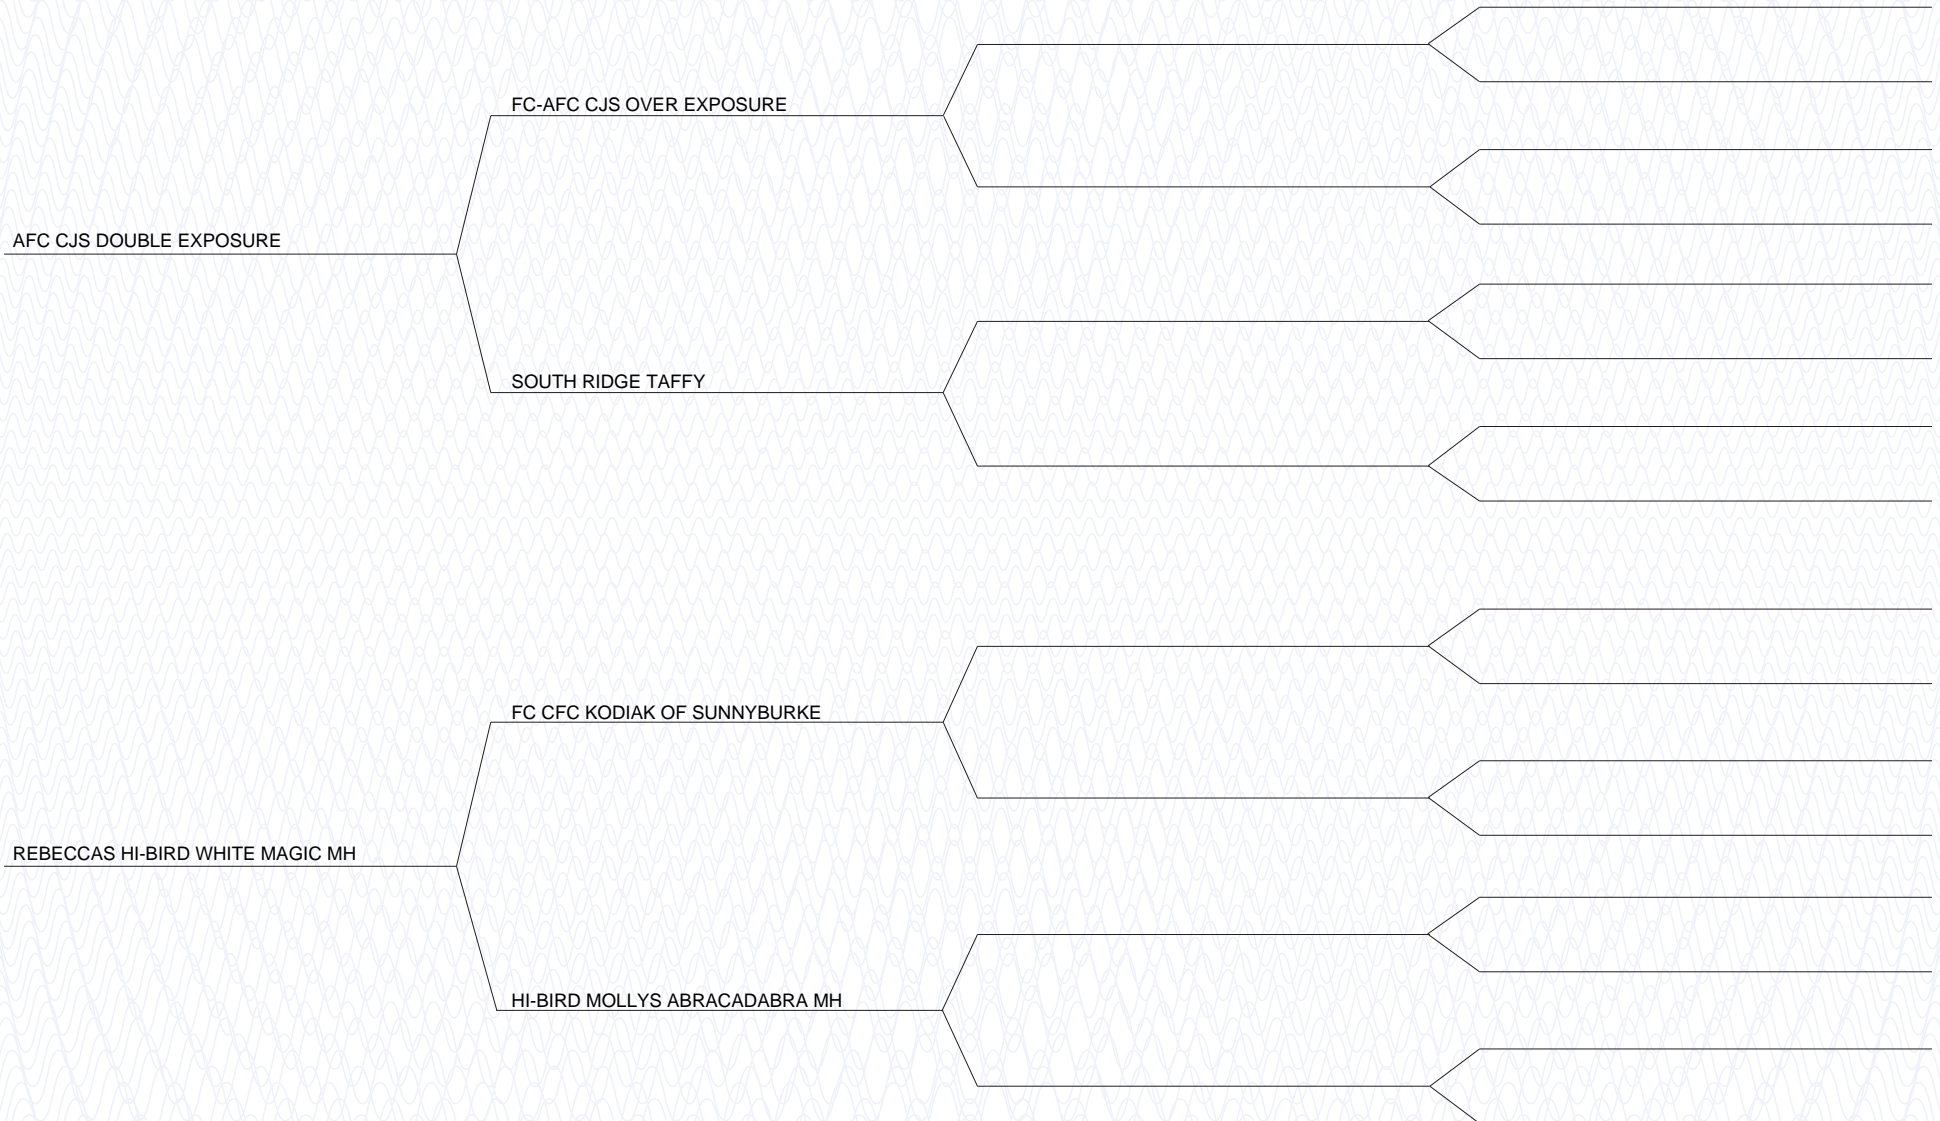 FC-AFC CJS OVER EXPOSURE
AFC CJS DOUBLE EXPOSURE
SOUTH RIDGE TAFFY
FC CFC KODIAK OF SUNNYBURKE
REBECCAS HI-BIRD WHITE MAGIC MH
HI-BIRD MOLLYS ABRACADABRA MH